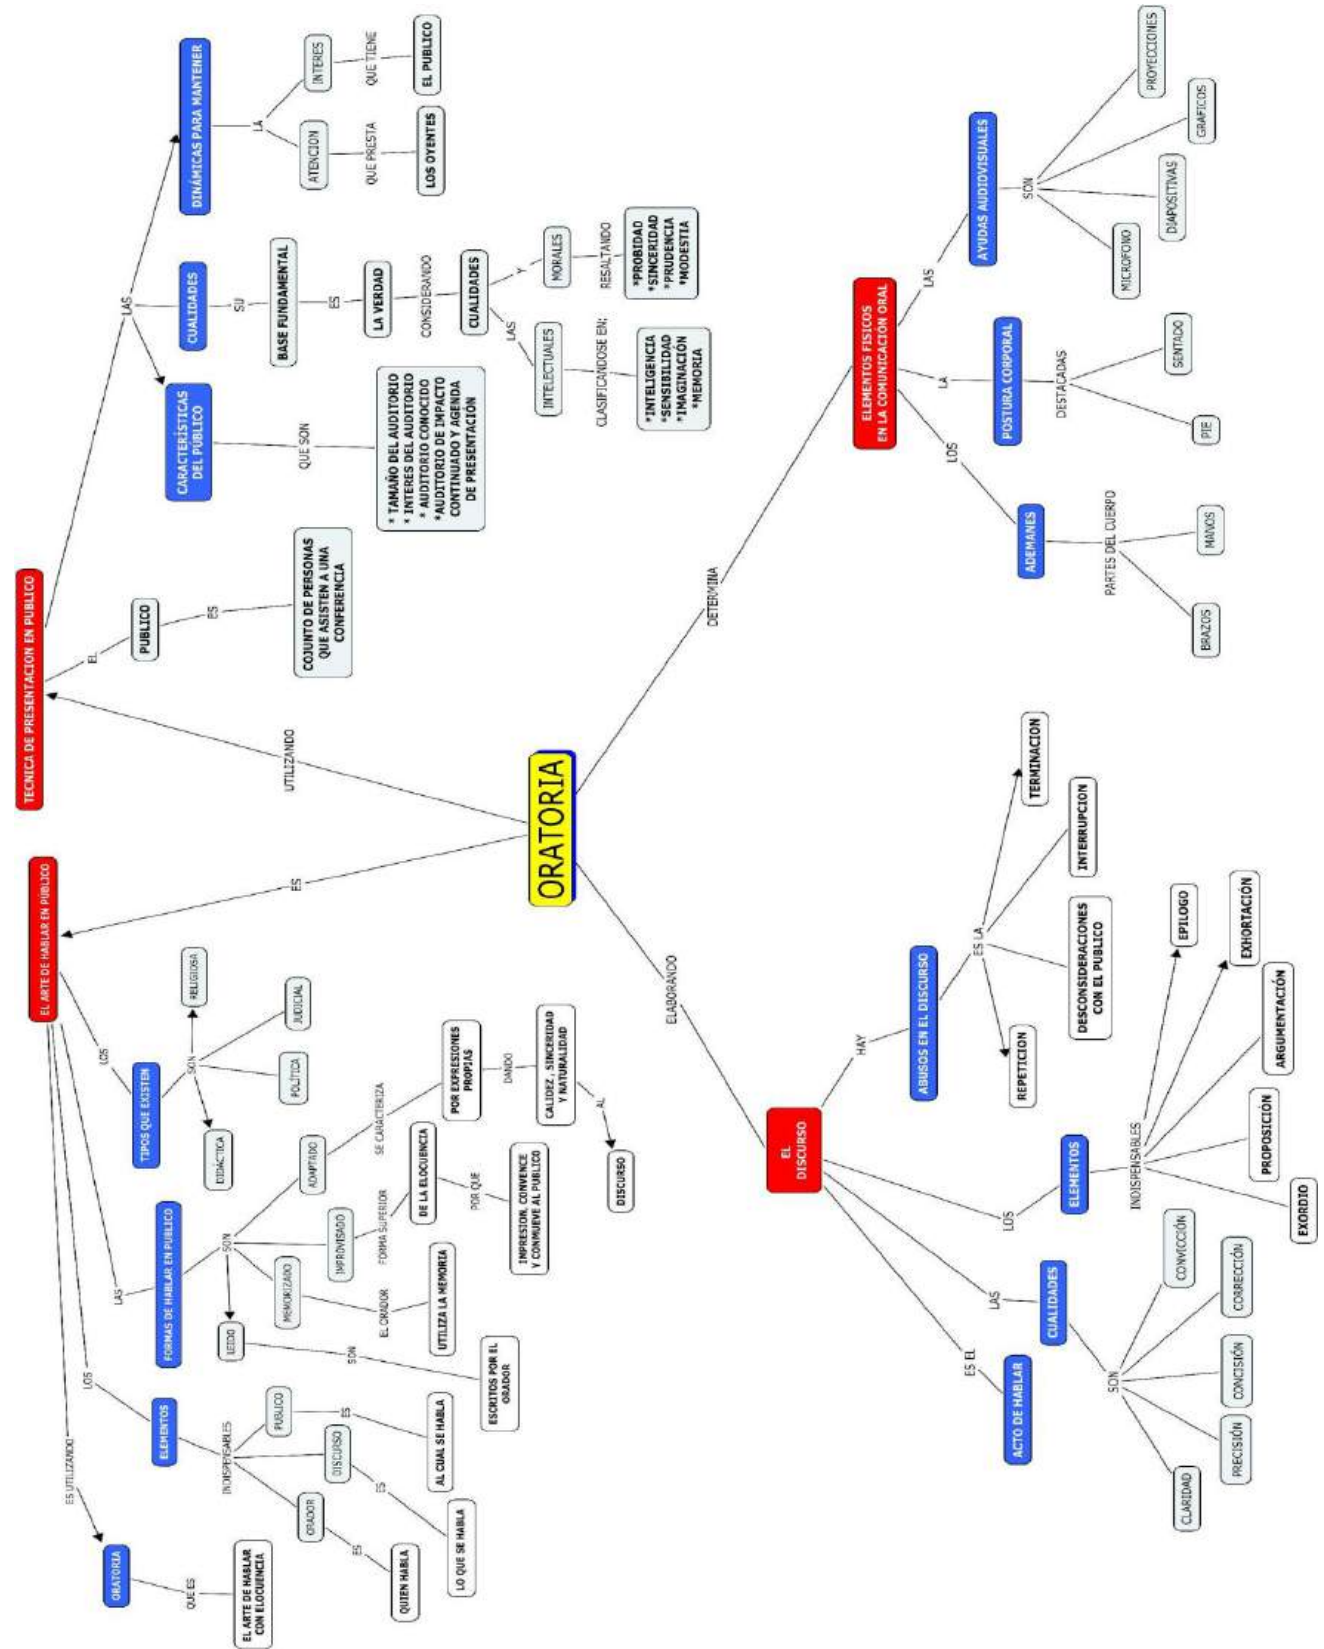 ORATORIA
ES
EL ARTE DE HABLAR EN PÚBLICO
ES UTILIZANDO
ORATORIA
QUE ES
EL ARTE DE HABLAR
CON ELOCUENCIA
LOS
ELEMENTOS
INDISPENSABLES
ORADOR
ES
QUIEN HABLA
DISCURSO
ES
LO QUE SE HABLA
PUBLICO
ES
AL CUAL SE HABLA
LAS
FORMAS DE HABLAR EN PUBLICO
SON
LEIDO
SON
ESCRITOS POR EL
ORADOR
MEMORIZADO
EL ORADOR
UTILIZA LA MEMORIA
IMPROVISADO
FORMA SUPERIOR
DE LA ELOCUENCIA
POR QUE
IMPRESION, CONVENCE
Y CONMUEVE AL PUBLICO
ADAPTADO
SE CARACTERIZA
POR EXPRESIONES
PROPIAS
DANDO
CALIDEZ , SINCERIDAD
Y NATURALIDAD
AL
DISCURSO
LOS
TIPOS QUE EXISTEN
SON
DIDÁCTICA
POLÍTICA
JUDICIAL
RELIGIOSA
UTILIZANDO
TECNICA DE PRESENTACION EN PUBLICO
EL
PUBLICO
ES
COJUNTO DE PERSONAS
QUE ASISTEN A UNA
CONFERENCIA
LAS
CARACTERÍSTICAS
DEL PÚBLICO
QUE SON
* TAMAÑO DEL AUDITORIO
* INTERES DEL AUDITORIO
* AUDITORIO CONOCIDO
*AUDITORIO DE IMPACTO
CONTINUADO Y AGENDA
DE PRESENTACIÓN
CUALIDADES
SU
BASE FUNDAMENTAL
ES
LA VERDAD
CONSIDERANDO
CUALIDADES
LAS
INTELECTUALES
CLASIFICANDOSE EN:
*INTELIGENCIA
*SENSIBILIDAD
*IMAGINACIÓN
*MEMORIA
Y
MORALES
RESALTANDO
*PROBIDAD
*SINCERIDAD
*PRUDENCIA
*MODESTIA
DINÁMICAS PARA MANTENER
LA
ATENCION
QUE PRESTA
LOS OYENTES
INTERES
QUE TIENE
EL PUBLICO
ELABORANDO
EL
DISCURSO
ES EL
ACTO DE HABLAR
LAS
CUALIDADES
SON
CLARIDAD
PRECISIÓN
CONCISIÓN
CORRECCIÓN
CONVICCIÓN
LOS
ELEMENTOS
INDISPENSABLES
EXORDIO
PROPOSICIÓN
ARGUMENTACIÓN
EXHORTACIÓN
EPILOGO
HAY
ABUSOS EN EL DISCURSO
ES LA
REPETICION
DESCONSIDERACIONES
CON EL PUBLICO
INTERRUPCION
TERMINACION
DETERMINA
ELEMENTOS FISICOS
EN LA COMUNICACIÓN ORAL
LOS
ADEMANES
PARTES DEL CUERPO
BRAZOS
MANOS
LA
POSTURA CORPORAL
DESTACADAS
PIE
SENTADO
LAS
AYUDAS AUDIOVISUALES
SON
MICROFONO
DIAPOSITIVAS
GRAFICOS
PROYECCIONES